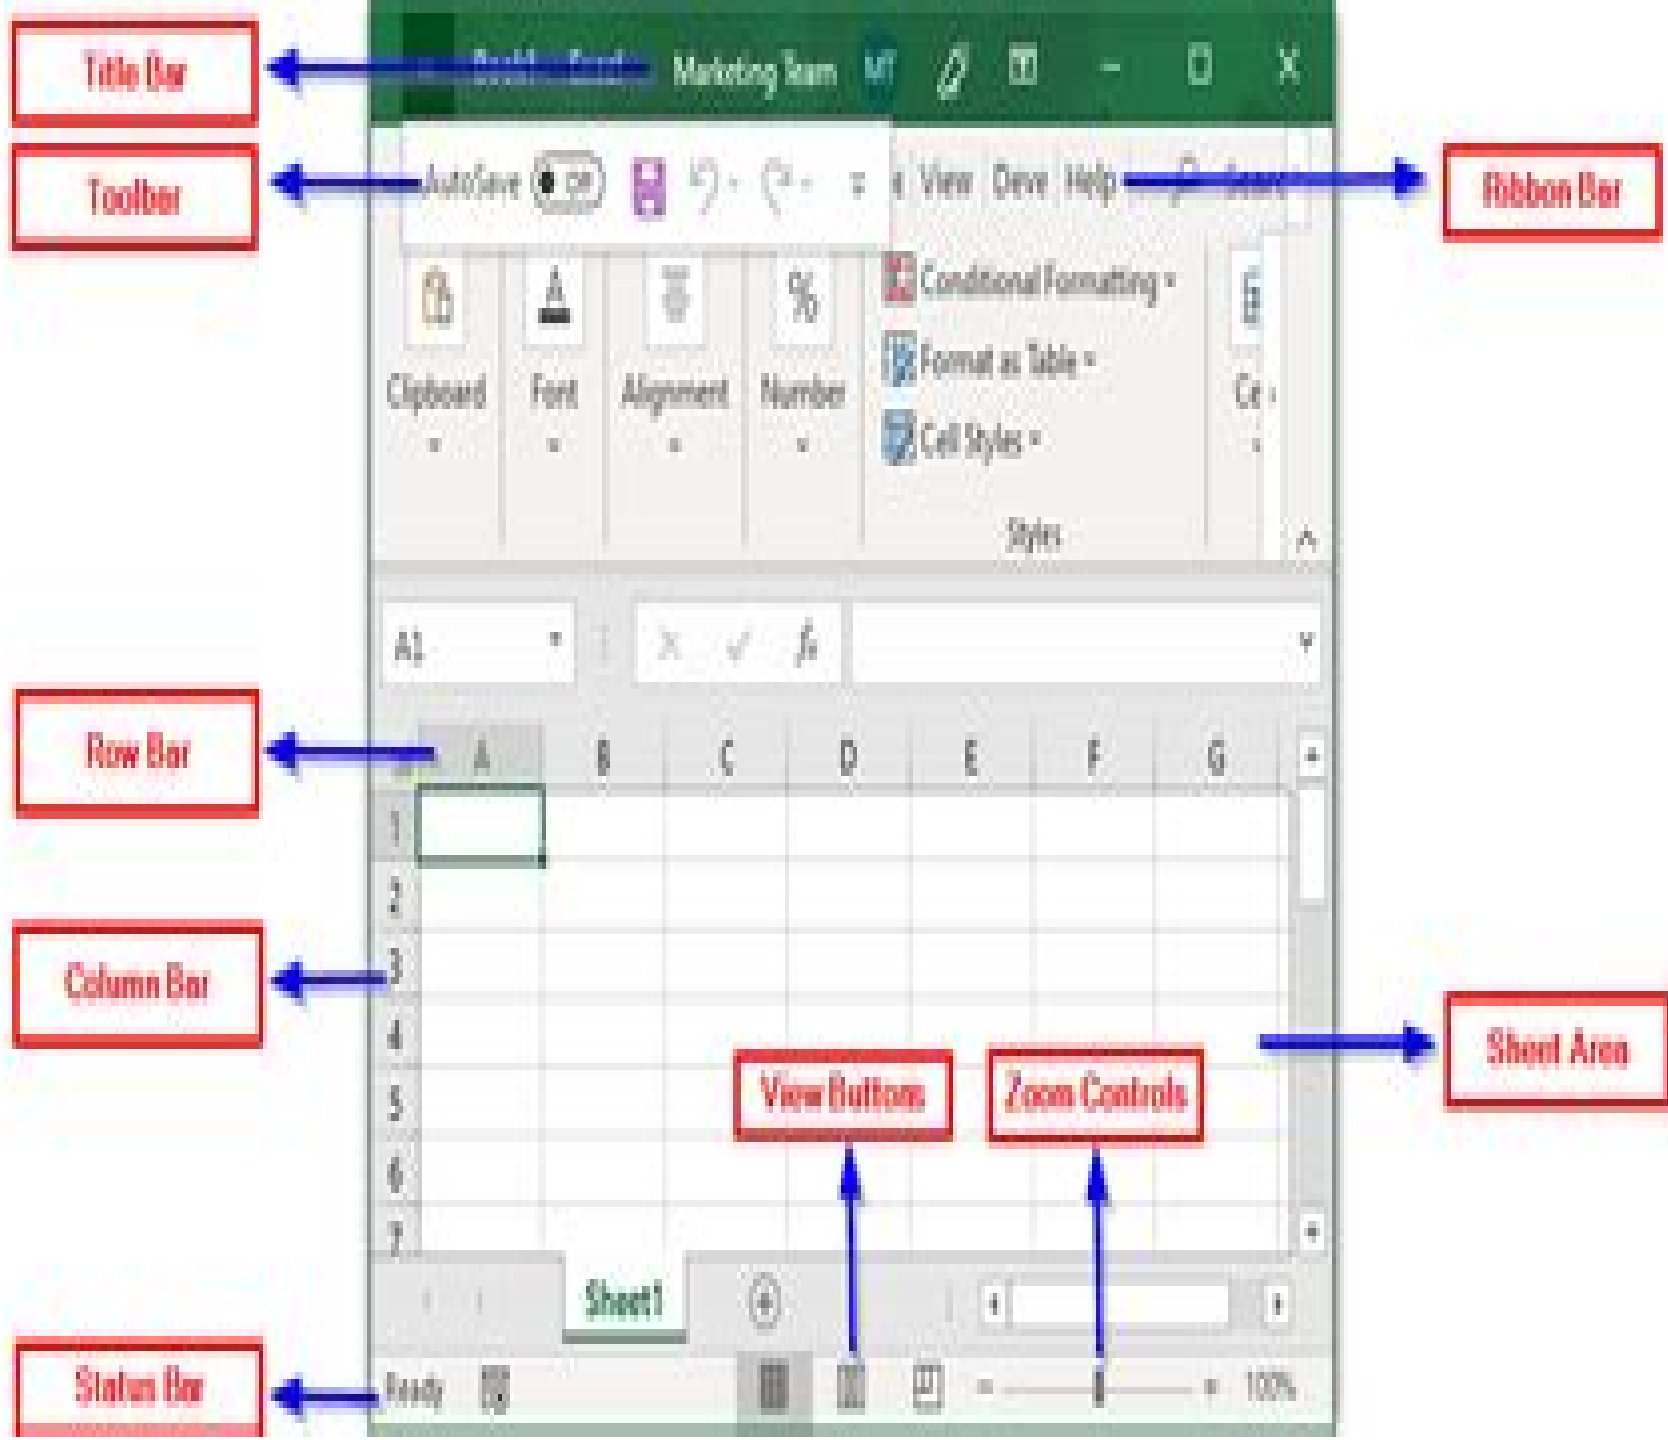 Title Bar
Marketing Team MT
Toolbar
AutoSave Off
View Deve Help
Ribbon Bar
Conditional Formatting
Format as Table
Cell Styles
Clipboard Font Alignment Number
Ce
Styles
A1
fx
Row Bar
A B C D E F G
1
2
Column Bar
3
4
Sheet Area
5
View Buttons
Zoom Controls
6
7
Sheet1
Status Bar
Ready
100%